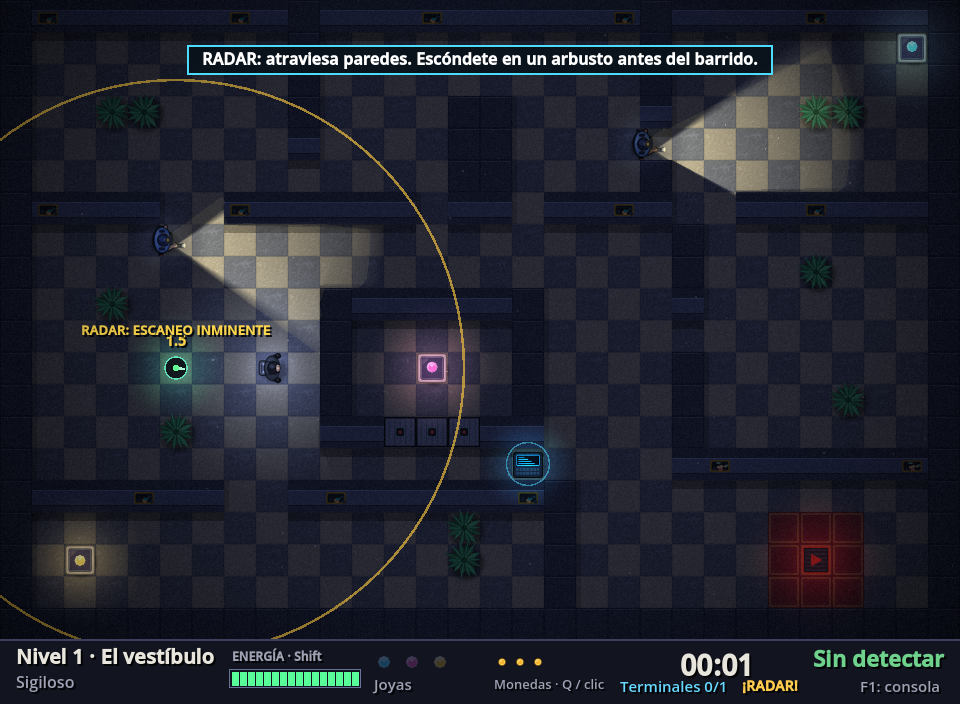 RADAR: atraviesa paredes. Escóndete en un arbusto antes del barrido.
RADAR: ESCANEO INMINENTE
1.5
Nivel 1 · El vestíbulo
Sigiloso
ENERGÍA · Shift
Joyas
Monedas · Q / clic
00:01
Terminales 0/1
¡RADAR!
Sin detectar
F1: consola